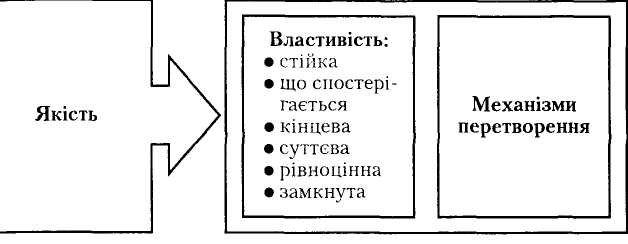 Якість
Властивість:
● стійка
● що спостері-
гається
● кінцева
● суттєва
● рівноцінна
● замкнута
Механізми
перетворення